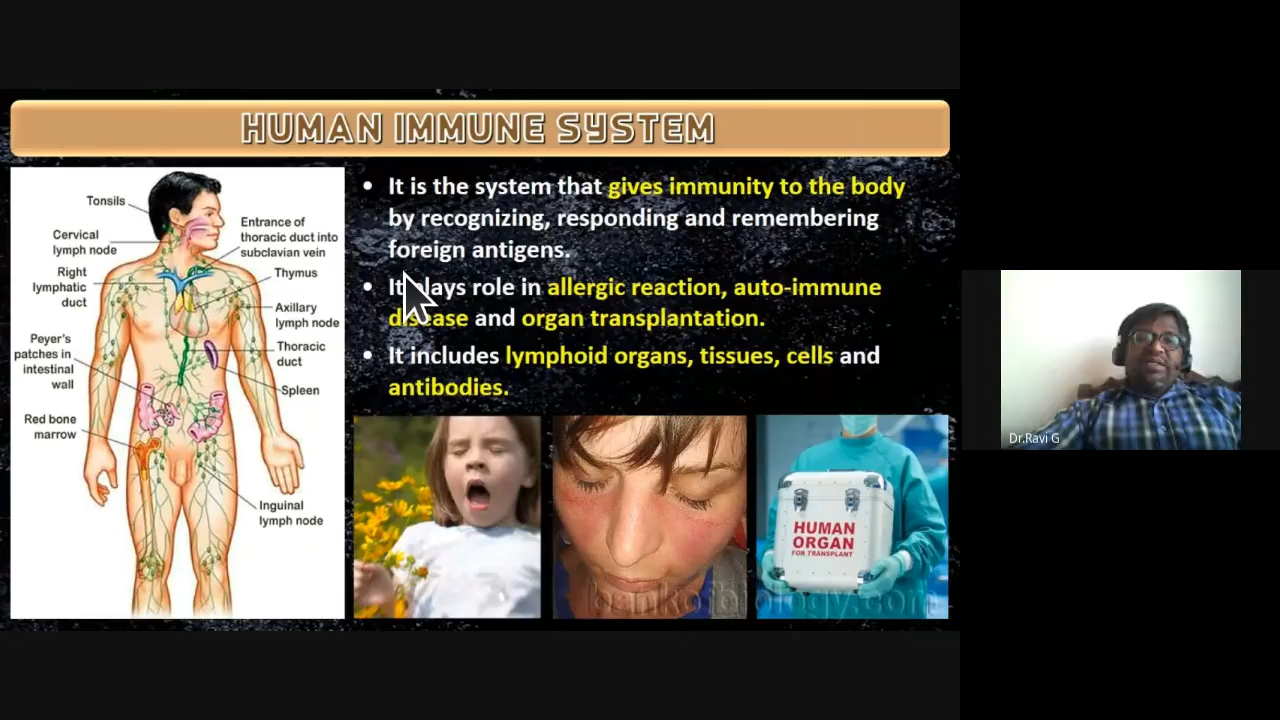 HUMAN IMMUNE SYSTEM
Tonsils
Cervical
lymph node
Right
lymphatic
duct
Peyer's
patches in
intestinal
wall
Red bone
marrow
Entrance of
thoracic duct into
subclavian vein
Thymus
Axillary
lymph node
Thoracic
duct
Spleen
Inguinal
lymph node
• It is the system that gives immunity to the body
by recognizing, responding and remembering
foreign antigens.
• It plays role in allergic reaction, auto-immune
disease and organ transplantation.
• It includes lymphoid organs, tissues, cells and
antibodies.
HUMAN
ORGAN
FOR TRANSPLANT
bankofbiology.com
Dr.Ravi G